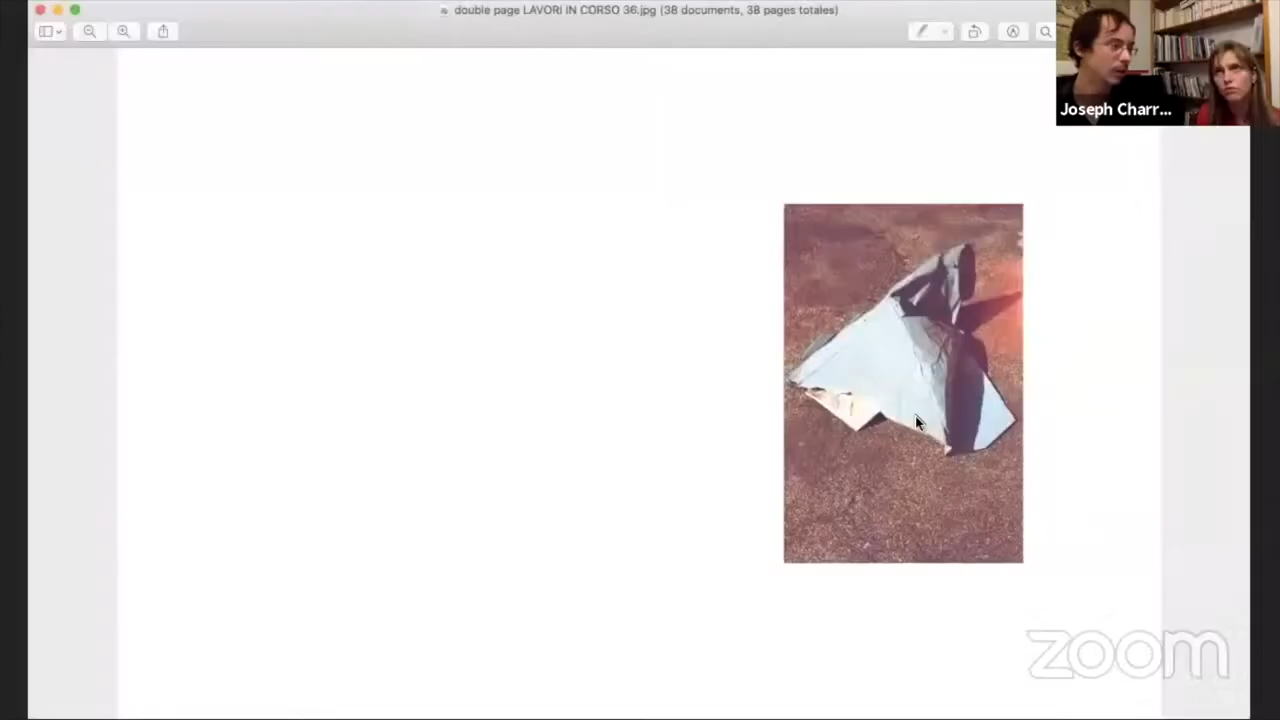 double page LAVORI IN CORSO 36.jpg (38 documents, 38 pages totales)
Joseph Charr...
zoom